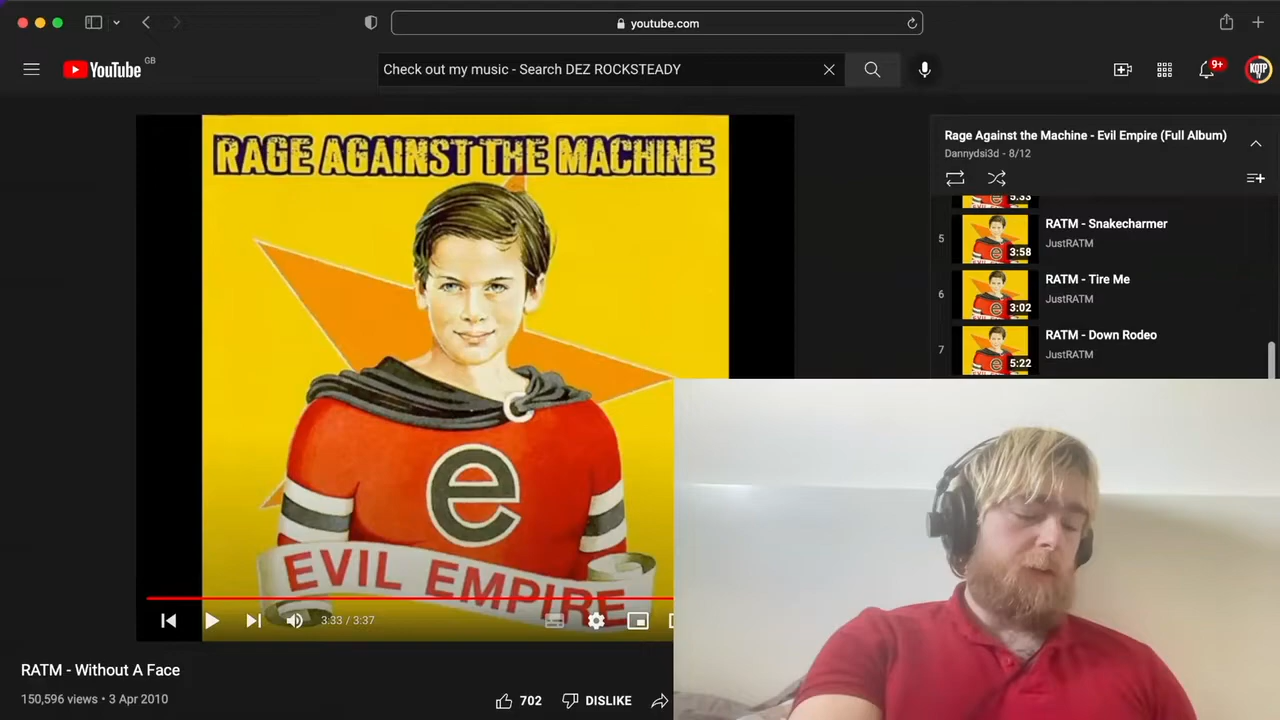 youtube.com
YouTube GB
Check out my music - Search DEZ ROCKSTEADY
9+
KQTP
RAGE AGAINST THE MACHINE
e
EVIL EMPIRE
3:33 / 3:37
RATM - Without A Face
150,596 views • 3 Apr 2010
702
DISLIKE
Rage Against the Machine - Evil Empire (Full Album)
Dannydsi3d - 8/12
5:33
5
3:58
RATM - Snakecharmer
JustRATM
6
3:02
RATM - Tire Me
JustRATM
7
5:22
RATM - Down Rodeo
JustRATM